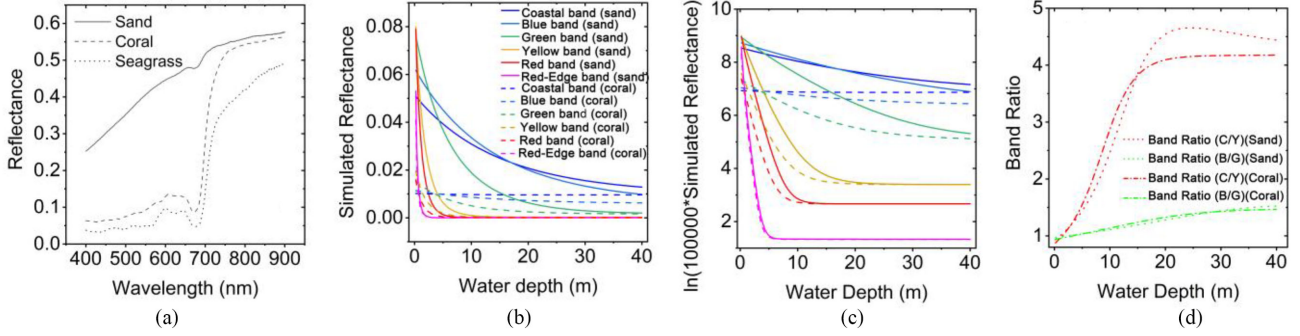 Reflectance
0.6
0.5
0.4
0.3
0.2
0.1
0.0
Sand
Coral
Seagrass
400 500 600 700 800 900
Wavelength (nm)
(a)
Simulated Reflectance
0.08
0.06
0.04
0.02
0.00
Coastal band (sand)
Blue band (sand)
Green band (sand)
Yellow band (sand)
Red band (sand)
Red-Edge band (sand)
Coastal band (coral)
Blue band (coral)
Green band (coral)
Yellow band (coral)
Red band (coral)
Red-Edge band (coral)
0 10 20 30 40
Water depth (m)
(b)
ln(1000000*Simulated Reflectance)
10
8
6
4
2
0 10 20 30 40
Water Depth (m)
(c)
Band Ratio
5
4
3
2
1
Band Ratio (C/Y)(Sand)
Band Ratio (B/G)(Sand)
Band Ratio (C/Y)(Coral)
Band Ratio (B/G)(Coral)
0 10 20 30 40
Water Depth (m)
(d)